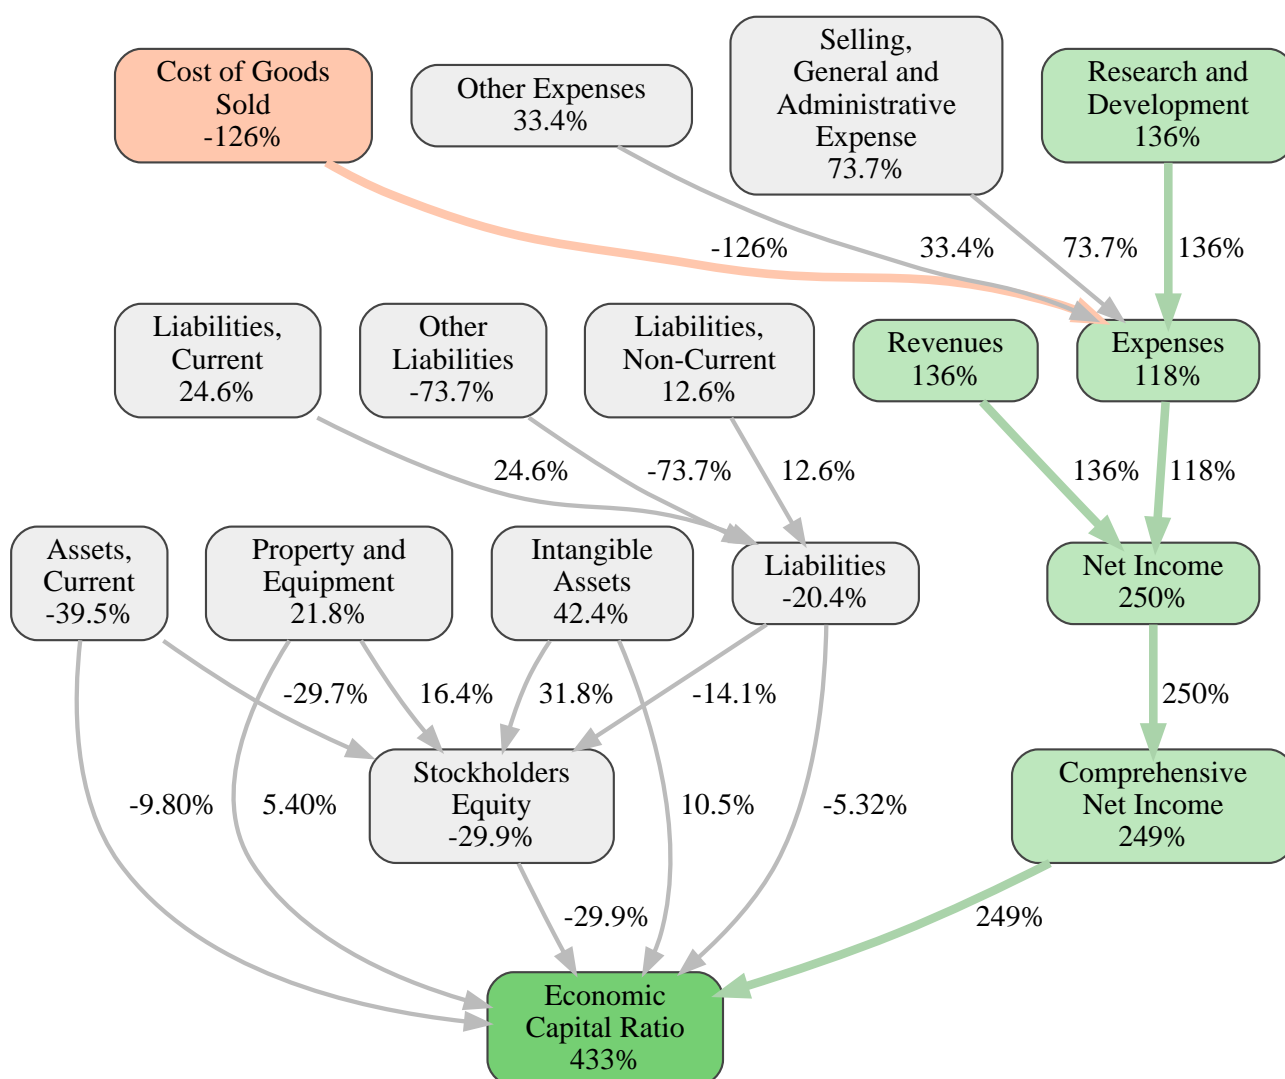 Cost of Goods
Sold
-126%
Other Expenses
33.4%
Selling,
General and
Administrative
Expense
73.7%
Research and
Development
136%
-126%
33.4%
73.7%
136%
Liabilities,
Current
24.6%
Other
Liabilities
-73.7%
Liabilities,
Non-Current
12.6%
Revenues
136%
Expenses
118%
24.6%
-73.7%
12.6%
136%
118%
Assets,
Current
-39.5%
Property and
Equipment
21.8%
Intangible
Assets
42.4%
Liabilities
-20.4%
Net Income
250%
-29.7%
16.4%
31.8%
-14.1%
250%
Stockholders
Equity
-29.9%
Comprehensive
Net Income
249%
-9.80%
5.40%
10.5%
-5.32%
-29.9%
249%
Economic
Capital Ratio
433%